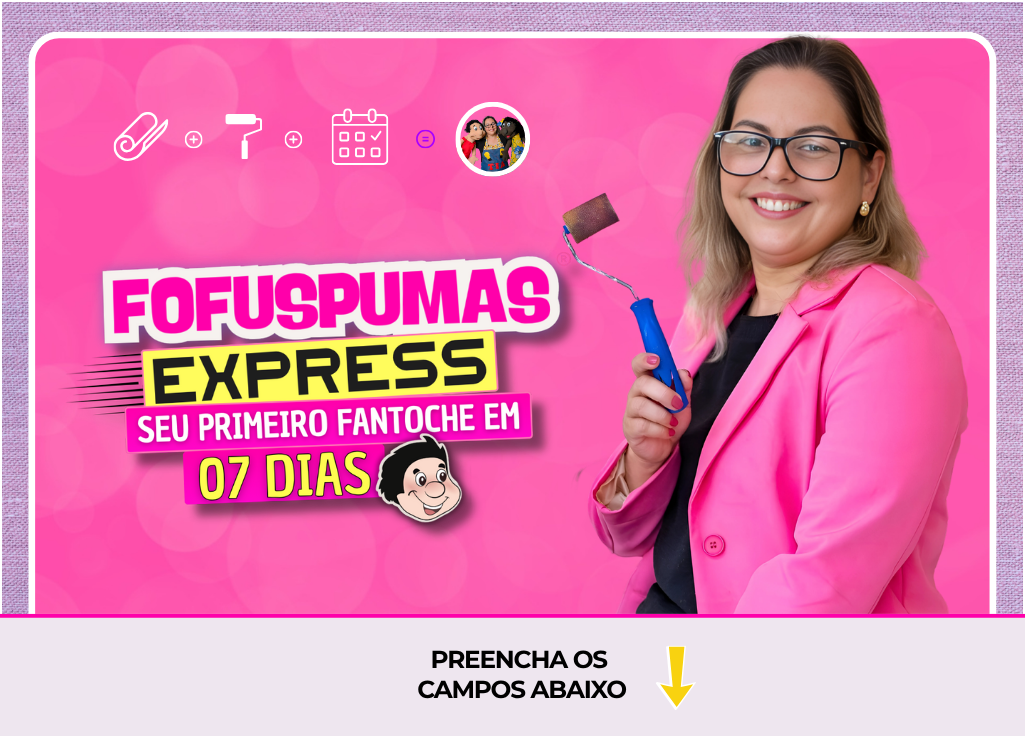 FOFUSPUMAS
EXPRESS
SEU PRIMEIRO FANTOCHE EM
07 DIAS
PREENCHA OS
CAMPOS ABAIXO